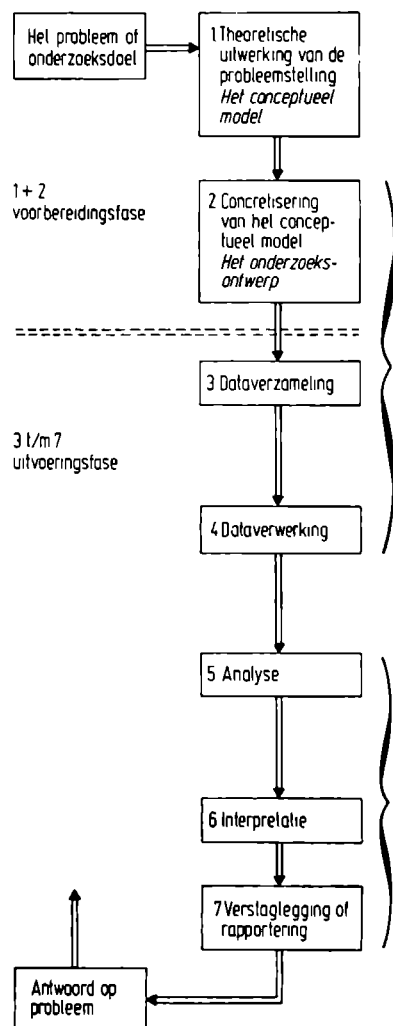 Het probleem of
onderzoeksdoel
1 Theoretische
uitwerking van de
probleemstelling
Het conceptueel
model
1 + 2
voorbereidingsfase
2 Concretisering
van het concep-
tueel model
Het onderzoeks-
ontwerp
3 Dataverzameling
3 t/m 7
uitvoeringsfase
4 Dataverwerking
5 Analyse
6 Interpretatie
7 Verslaglegging of
rapportering
Antwoord op
probleem